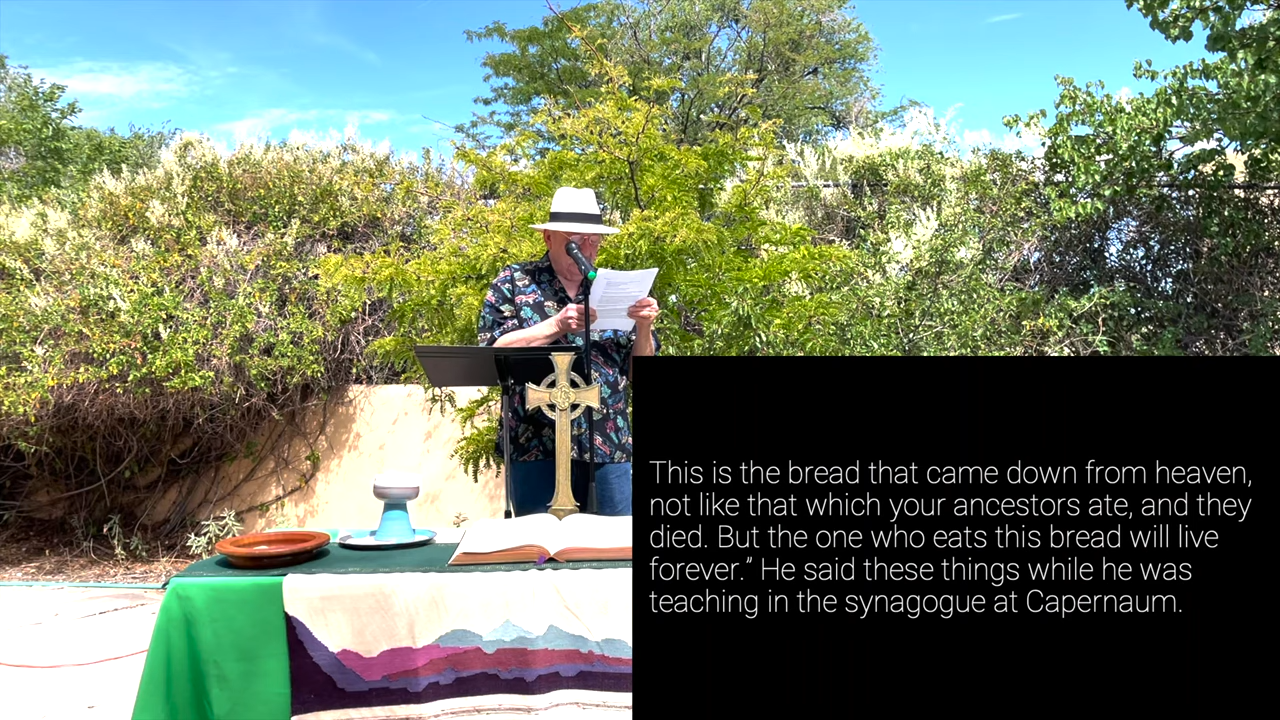 This is the bread that came down from heaven,
not like that which your ancestors ate, and they
died. But the one who eats this bread will live
forever.” He said these things while he was
teaching in the synagogue at Capernaum.